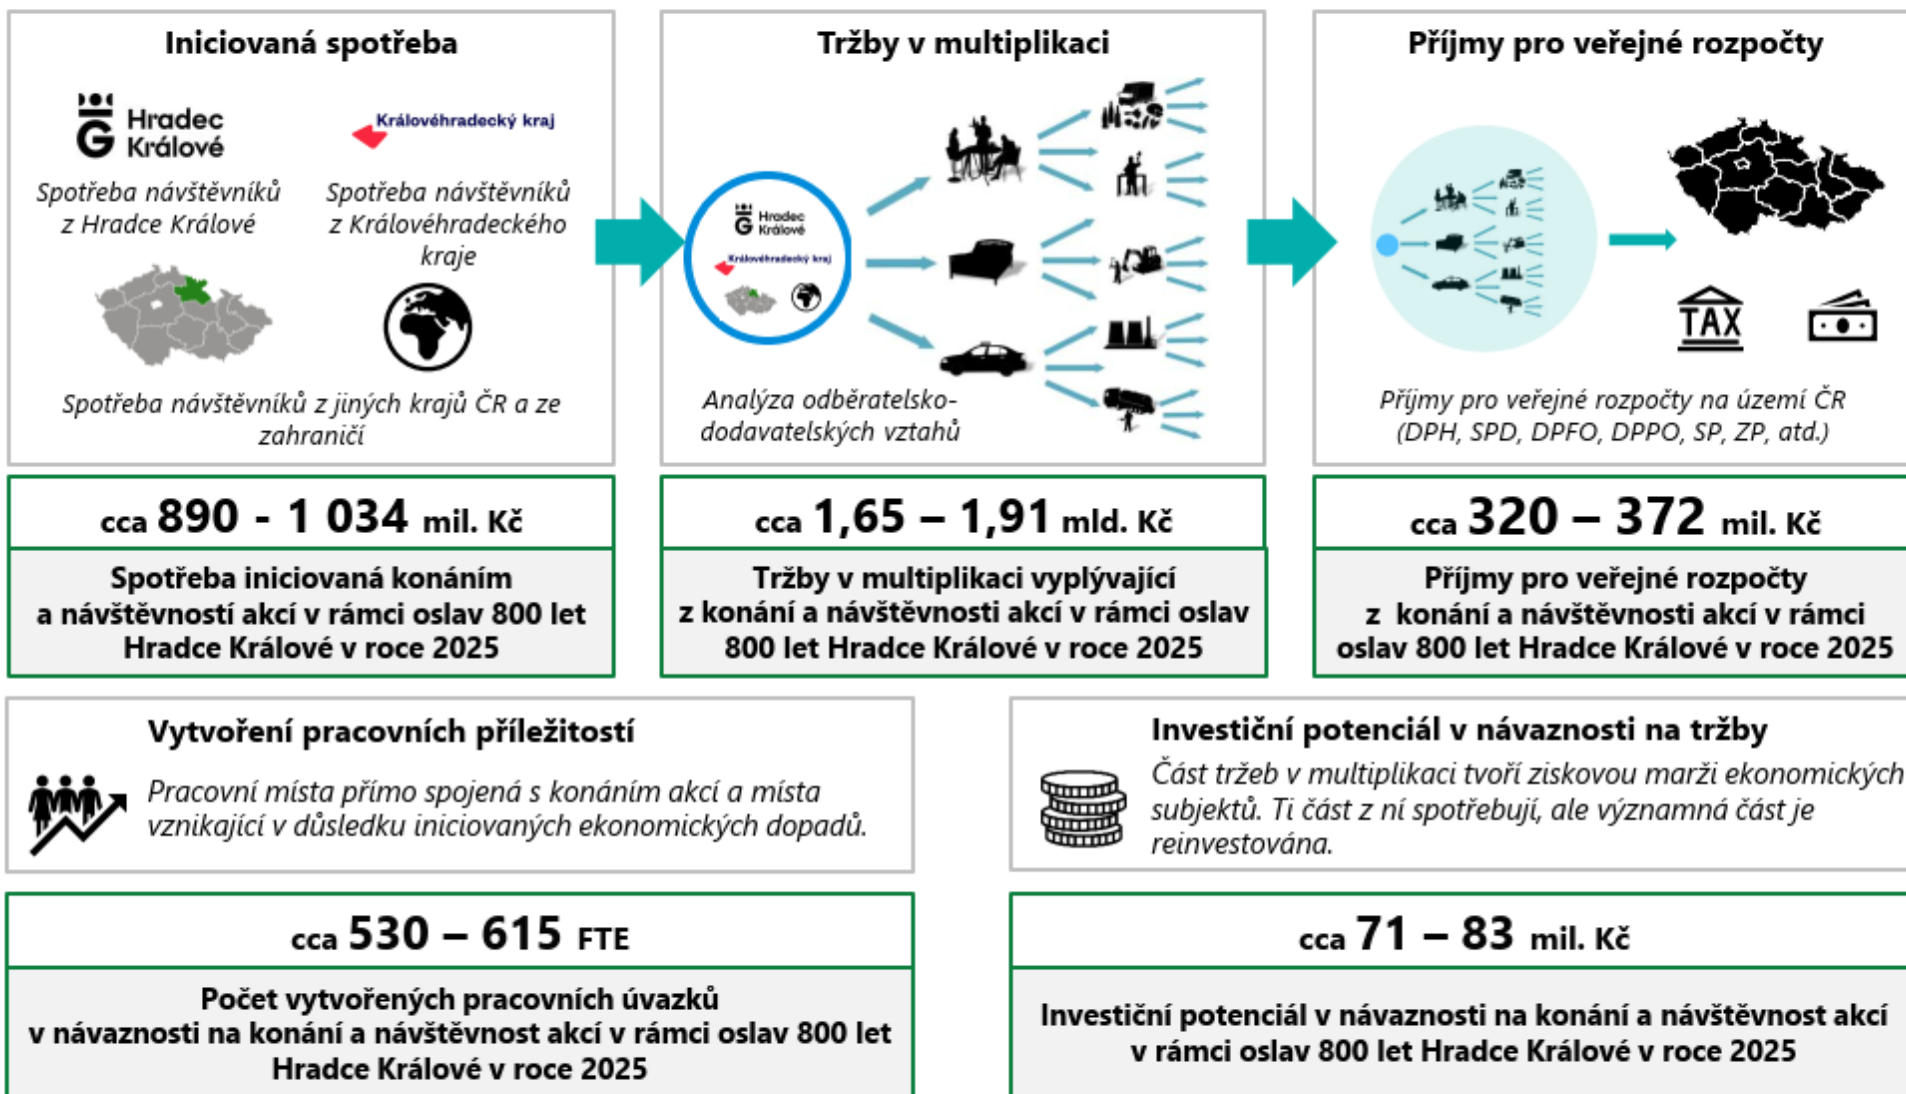 Iniciovaná spotřeba
Hradec
Králové
Královéhradecký kraj
Spotřeba návštěvníků
z Hradce Králové
Spotřeba návštěvníků
z Královéhradeckého
kraje
Spotřeba návštěvníků z jiných krajů ČR a ze
zahraničí
cca 890 - 1 034 mil. Kč
Spotřeba iniciovaná konáním
a návštěvností akcí v rámci oslav 800 let
Hradce Králové v roce 2025
Tržby v multiplikaci
Hradec
Králové
Královéhradecký kraj
Analýza odběratelsko-
dodavatelských vztahů
cca 1,65 – 1,91 mld. Kč
Tržby v multiplikaci vyplývající
z konání a návštěvnosti akcí v rámci oslav
800 let Hradce Králové v roce 2025
Příjmy pro veřejné rozpočty
TAX
Příjmy pro veřejné rozpočty na území ČR
(DPH, SPD, DPFO, DPPO, SP, ZP, atd.)
cca 320 – 372 mil. Kč
Příjmy pro veřejné rozpočty
z konání a návštěvnosti akcí v rámci
oslav 800 let Hradce Králové v roce 2025
Vytvoření pracovních příležitostí
Pracovní místa přímo spojená s konáním akcí a místa
vznikající v důsledku iniciovaných ekonomických dopadů.
cca 530 – 615 FTE
Počet vytvořených pracovních úvazků
v návaznosti na konání a návštěvnost akcí v rámci oslav 800 let
Hradce Králové v roce 2025
Investiční potenciál v návaznosti na tržby
Část tržeb v multiplikaci tvoří ziskovou marži ekonomických
subjektů. Ti část z ní spotřebují, ale významná část je
reinvestována.
cca 71 – 83 mil. Kč
Investiční potenciál v návaznosti na konání a návštěvnost akcí
v rámci oslav 800 let Hradce Králové v roce 2025